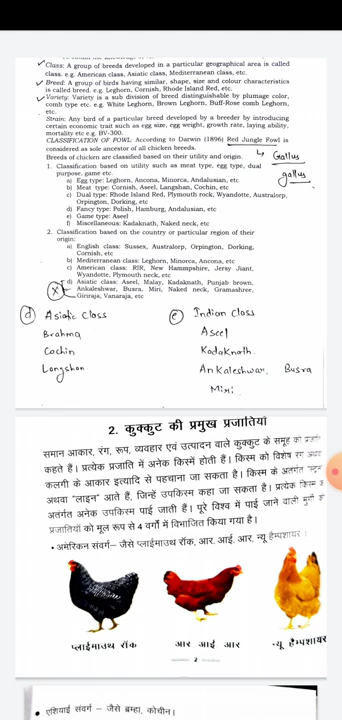 Class: A group of breeds developed in a particular geographical area is called
class. e.g. American class, Asiatic class, Mediterranean class, etc.
Breed: A group of birds having similar, shape, size and colour characteristics
is called breed. e.g. Leghorn, Cornish, Rhode Island Red, etc.
Variety: Variety is a sub division of breed distinguishable by plumage color,
comb type etc. e.g. White Leghorn, Brown Leghorn, Buff-Rose comb Leghorn,
etc.
Strain: Any bird of a particular breed developed by a breeder by introducing
certain economic trait such as egg size, egg weight, growth rate, laying ability,
mortality etc e.g. BV-300.
CLASSIFICATION OF FOWL: According to Darwin (1896) Red Jungle Fowl is
considered as sole ancestor of all chicken breeds.
Gallus
gallus
Breeds of chicken are classified based on their utility and origin.
1. Classification based on utility such as meat type, egg type, dual
purpose, game etc.
a) Egg type: Leghorn, Ancona, Minorca, Andalusian, etc
b) Meat type: Cornish, Aseel, Langshan, Cochin, etc
c) Dual type: Rhode Island Red, Plymouth rock, Wyandotte, Australorp,
Orpington, Dorking, etc
d) Fancy type: Polish, Hamburg, Andalusian, etc
e) Game type: Aseel
f) Miscellaneous: Kadaknath, Naked neck, etc
2. Classification based on the country or particular region of their
origin:
a) English class: Sussex, Australorp, Orpington, Dorking,
Cornish, etc
b) Mediterranean class: Leghorn, Minorca, Ancona, etc
c) American class: RIR, New Hampshire, Jersy Jiant,
Wyandotte, Plymouth neck, etc
d) Asiatic class: Aseel, Malay, Kadaknath, Punjab brown,
Ankaleshwar, Busra, Miri, Naked neck, Gramashree,
Giriraja, Vanaraja, etc
d Asiatic Class
Brahma
Cochin
Longshan
e Indian Class
Aseel
Kadaknath.
Ankaleshwar. Busra
Miri.
2. कुक्कुट की प्रमुख प्रजातियां
समान आकार, रंग, रूप, व्यवहार एवं उत्पादन वाले कुक्कुट के समूह को
कहते हैं। प्रत्येक प्रजाति में अनेक किस्में होती हैं। किस्म को विशेष रंग
कलगी के आकार इत्यादि से पहचाना जा सकता है। किस्म के अंतर्गत
अथवा "लाइन" आते हैं, जिन्हें उपकिस्म कहा जा सकता है। प्रत्येक किस्म
अंतर्गत अनेक उपकिस्म पाई जाती हैं। पूरे विश्व में पाई जाने वाली मुर्गी
प्रजातियों को मूल रूप से 4 वर्गों में विभाजित किया गया है।
• अमेरिकन संवर्ग– जैसे प्लाईमाउथ रॉक, आर. आई. आर, न्यू हैम्पशायर
प्लाईमाउथ रॉक
आर आई आर
न्यू हैम्पशायर
2
• एशियाई संवर्ग – जैसे ब्रम्हा, कोचीन।